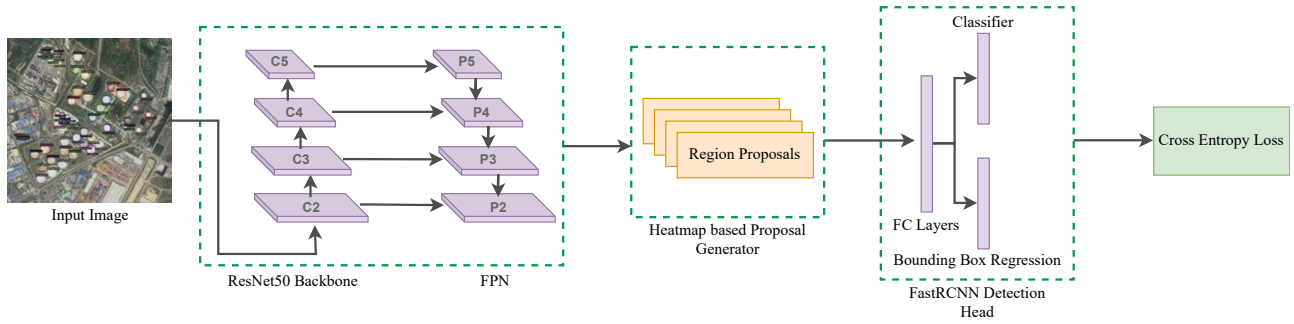 Input Image
C5
C4
C3
C2
P5
P4
P3
P2
ResNet50 Backbone
FPN
Region Proposals
Heatmap based Proposal
Generator
Classifier
FC Layers
Bounding Box Regression
FastRCNN Detection
Head
Cross Entropy Loss